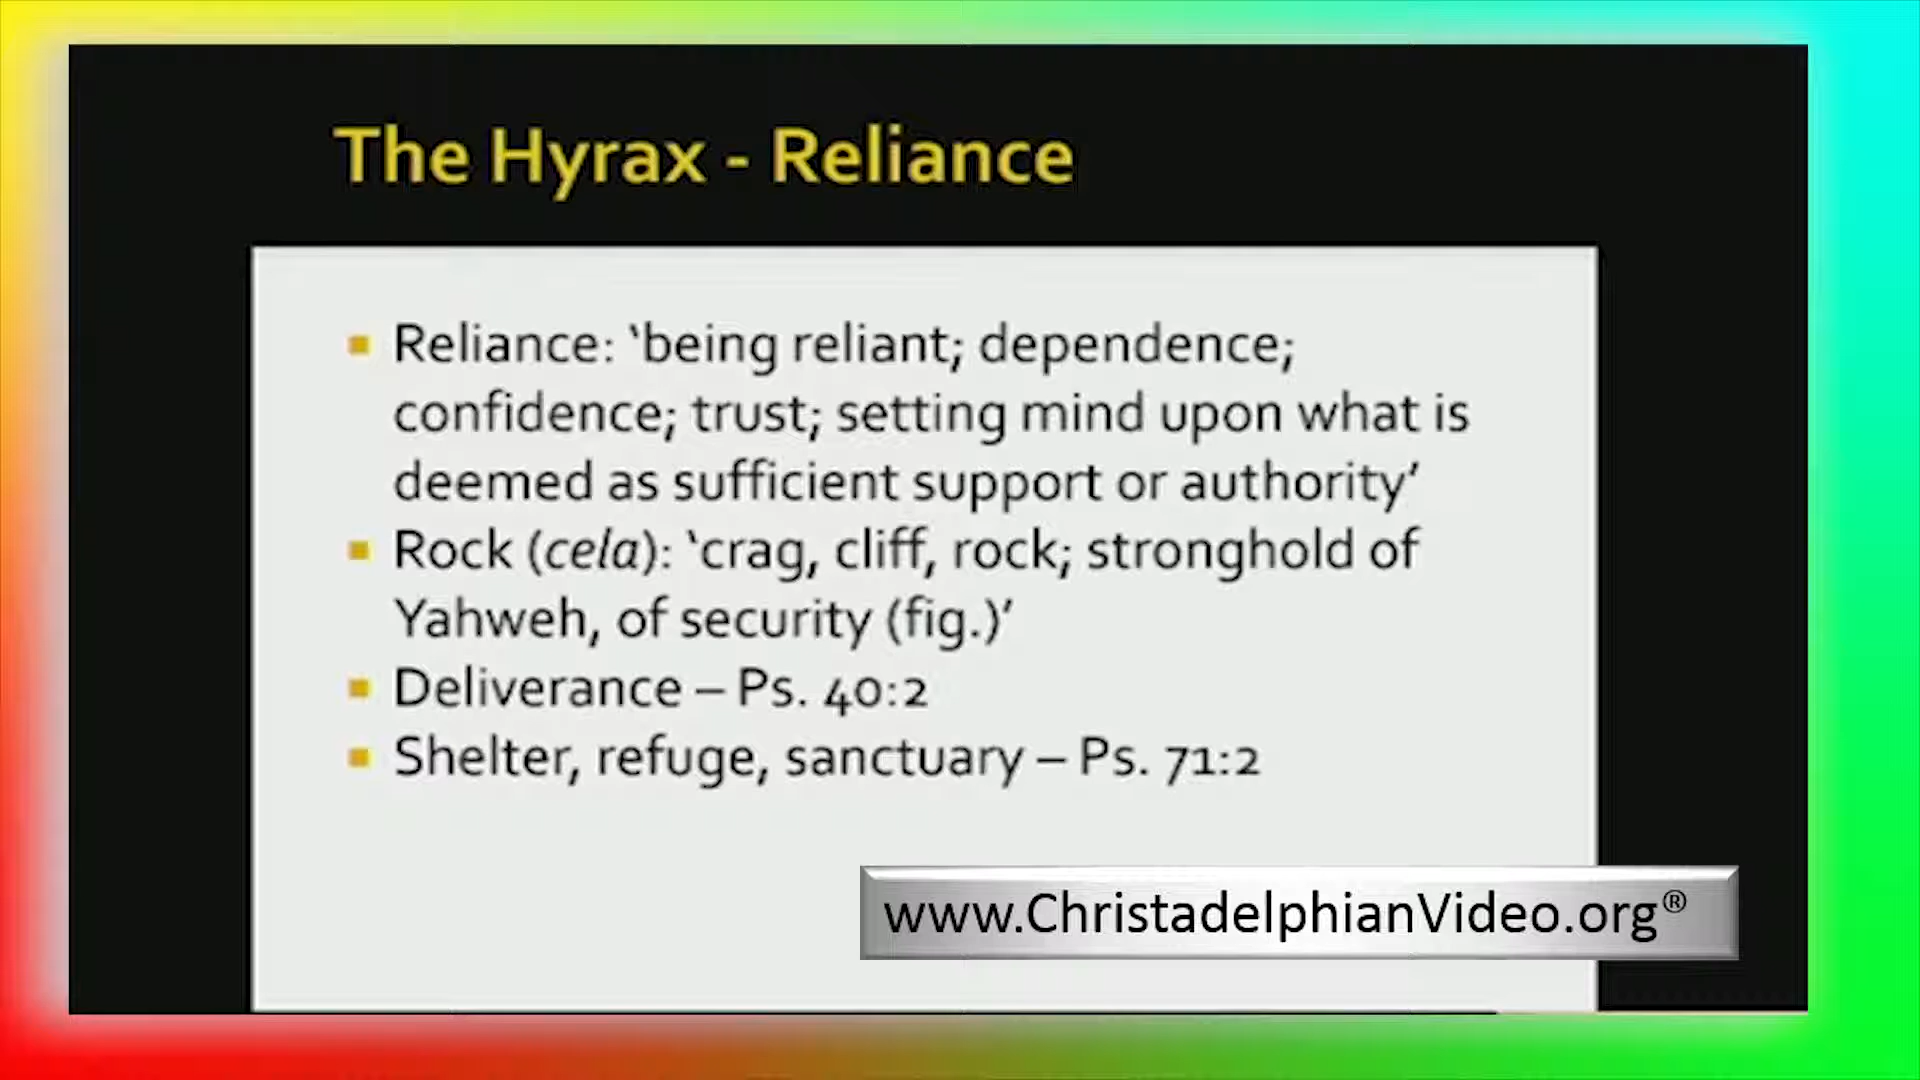 The Hyrax - Reliance
Reliance: ‘being reliant; dependence;
confidence; trust; setting mind upon what is
deemed as sufficient support or authority’
Rock (cela): ‘crag, cliff, rock; stronghold of
Yahweh, of security (fig.)’
Deliverance – Ps. 40:2
Shelter, refuge, sanctuary – Ps. 71:2
www.ChristadelphianVideo.org®